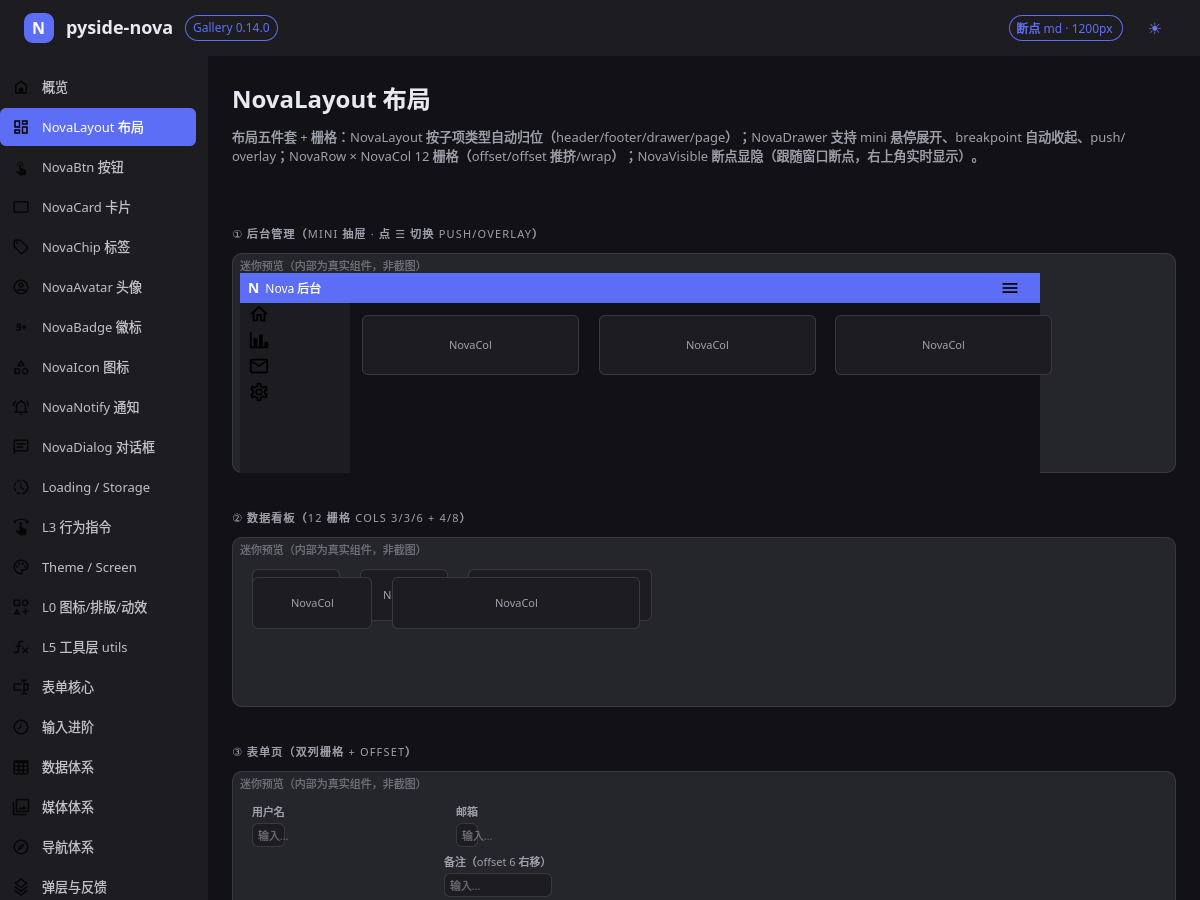 N pyside-nova Gallery 0.14.0 断点 md · 1200px
概览
NovaLayout 布局
NovaBtn 按钮
NovaCard 卡片
NovaChip 标签
NovaAvatar 头像
9+ NovaBadge 徽标
NovaIcon 图标
NovaNotify 通知
NovaDialog 对话框
Loading / Storage
L3 行为指令
Theme / Screen
L0 图标/排版/动效
L5 工具层 utils
表单核心
输入进阶
数据体系
媒体体系
导航体系
弹层与反馈
NovaLayout 布局
布局五件套 + 栅格：NovaLayout 按子项类型自动归位（header/footer/drawer/page）；NovaDrawer 支持 mini 悬停展开、breakpoint 自动收起、push/
overlay；NovaRow × NovaCol 12 栅格（offset/offset 推挤/wrap）；NovaVisible 断点显隐（跟随窗口断点，右上角实时显示）。
① 后台管理（MINI 抽屉 · 点 ☰ 切换 PUSH/OVERLAY）
迷你预览（内部为真实组件，非截图）
N Nova 后台
NovaCol NovaCol NovaCol
② 数据看板（12 栅格 COLS 3/3/6 + 4/8）
迷你预览（内部为真实组件，非截图）
NovaCol N NovaCol
③ 表单页（双列栅格 + OFFSET）
迷你预览（内部为真实组件，非截图）
用户名 邮箱
输入... 输入...
备注（offset 6 右移）
输入...